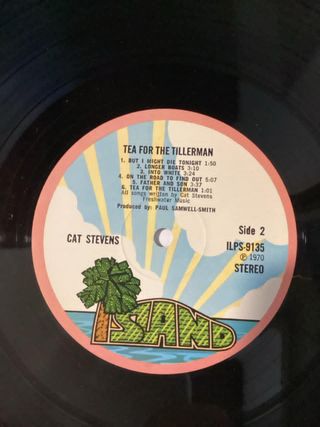 TEA FOR THE TILLERMAN
1. BUT I MIGHT DIE TONIGHT 1:50
2. LONGER BOATS 3:10
3. INTO WHITE 3:24
4. ON THE ROAD TO FIND OUT 5:07
5. FATHER AND SON 3:37
6. TEA FOR THE TILLERMAN 1:01
All songs written by Cat Stevens
Freshwater Music
Produced by: PAUL SAMWELL-SMITH
CAT STEVENS
Side 2
ILPS-9135
Ⓟ 1970
STEREO
ISLAND